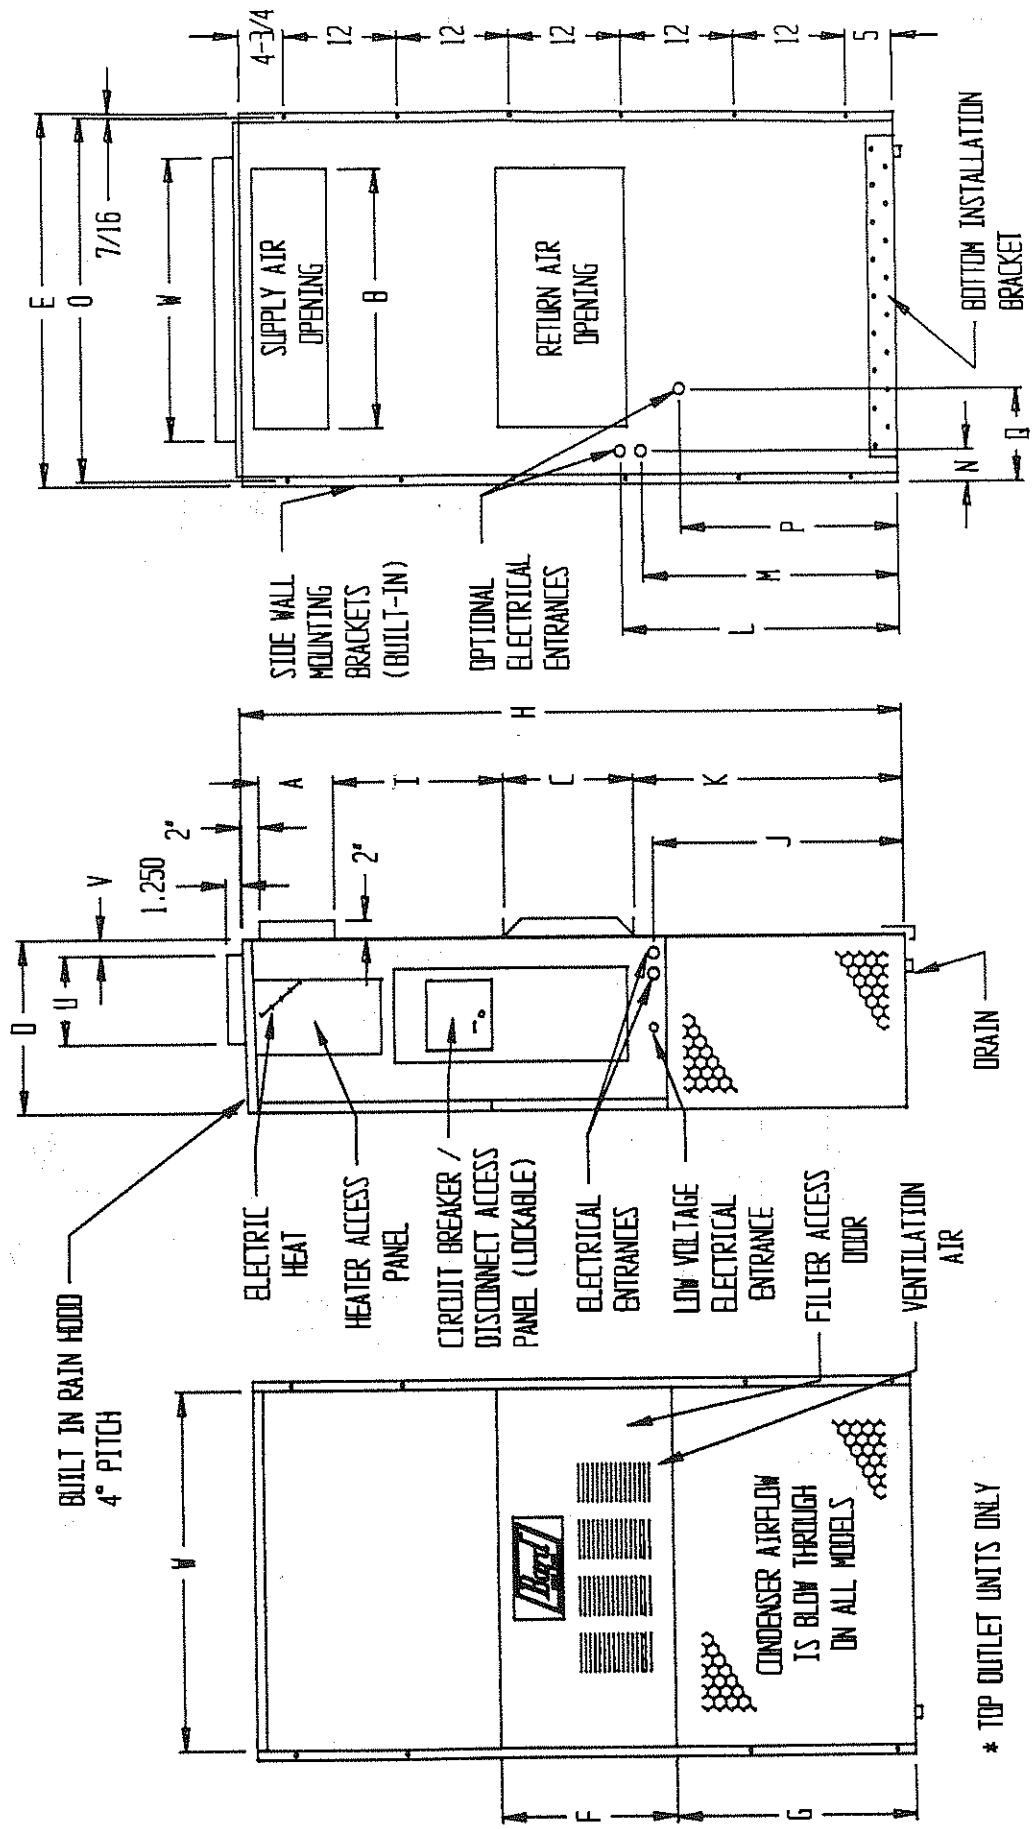 W
BUILT IN RAIN HOOD
4° PITCH
F
G
Bard
CONDENSER AIRFLOW
IS BLOW THROUGH
ON ALL MODELS
* TOP OUTLET UNITS ONLY
D
U
V
1.250
2"
A
I
2"
C
K
J
H
ELECTRIC
HEAT
HEATER ACCESS
PANEL
CIRCUIT BREAKER /
DISCONNECT ACCESS
PANEL (LOCKABLE)
ELECTRICAL
ENTRANCES
LOW VOLTAGE
ELECTRICAL
ENTRANCE
FILTER ACCESS
DOOR
VENTILATION
AIR
DRAIN
E
O
7/16
W
SUPPLY AIR
OPENING
B
RETURN AIR
OPENING
4-3/4
12
12
12
12
12
5
SIDE WALL
MOUNTING
BRACKETS
(BUILT-IN)
OPTIONAL
ELECTRICAL
ENTRANCES
L
M
P
N
Q
BOTTOM INSTALLATION
BRACKET